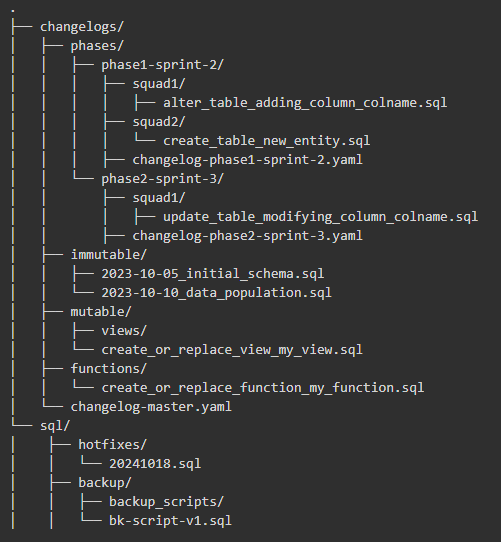 .
├── changelogs/
│   ├── phases/
│   │   ├── phase1-sprint-2/
│   │   │   ├── squad1/
│   │   │   │   ├── alter_table_adding_column_colname.sql
│   │   │   ├── squad2/
│   │   │   │   └── create_table_new_entity.sql
│   │   │   ├── changelog-phase1-sprint-2.yaml
│   │   └── phase2-sprint-3/
│   │       ├── squad1/
│   │       │   ├── update_table_modifying_column_colname.sql
│   │       ├── changelog-phase2-sprint-3.yaml
│   ├── immutable/
│   │   ├── 2023-10-05_initial_schema.sql
│   │   └── 2023-10-10_data_population.sql
│   ├── mutable/
│   │   ├── views/
│   │   └── create_or_replace_view_my_view.sql
│   ├── functions/
│   │   └── create_or_replace_function_my_function.sql
│   └── changelog-master.yaml
└── sql/
│    ├── hotfixes/
│    │   └── 20241018.sql
│    ├── backup/
│    │   ├── backup_scripts/
│    │   └── bk-script-v1.sql